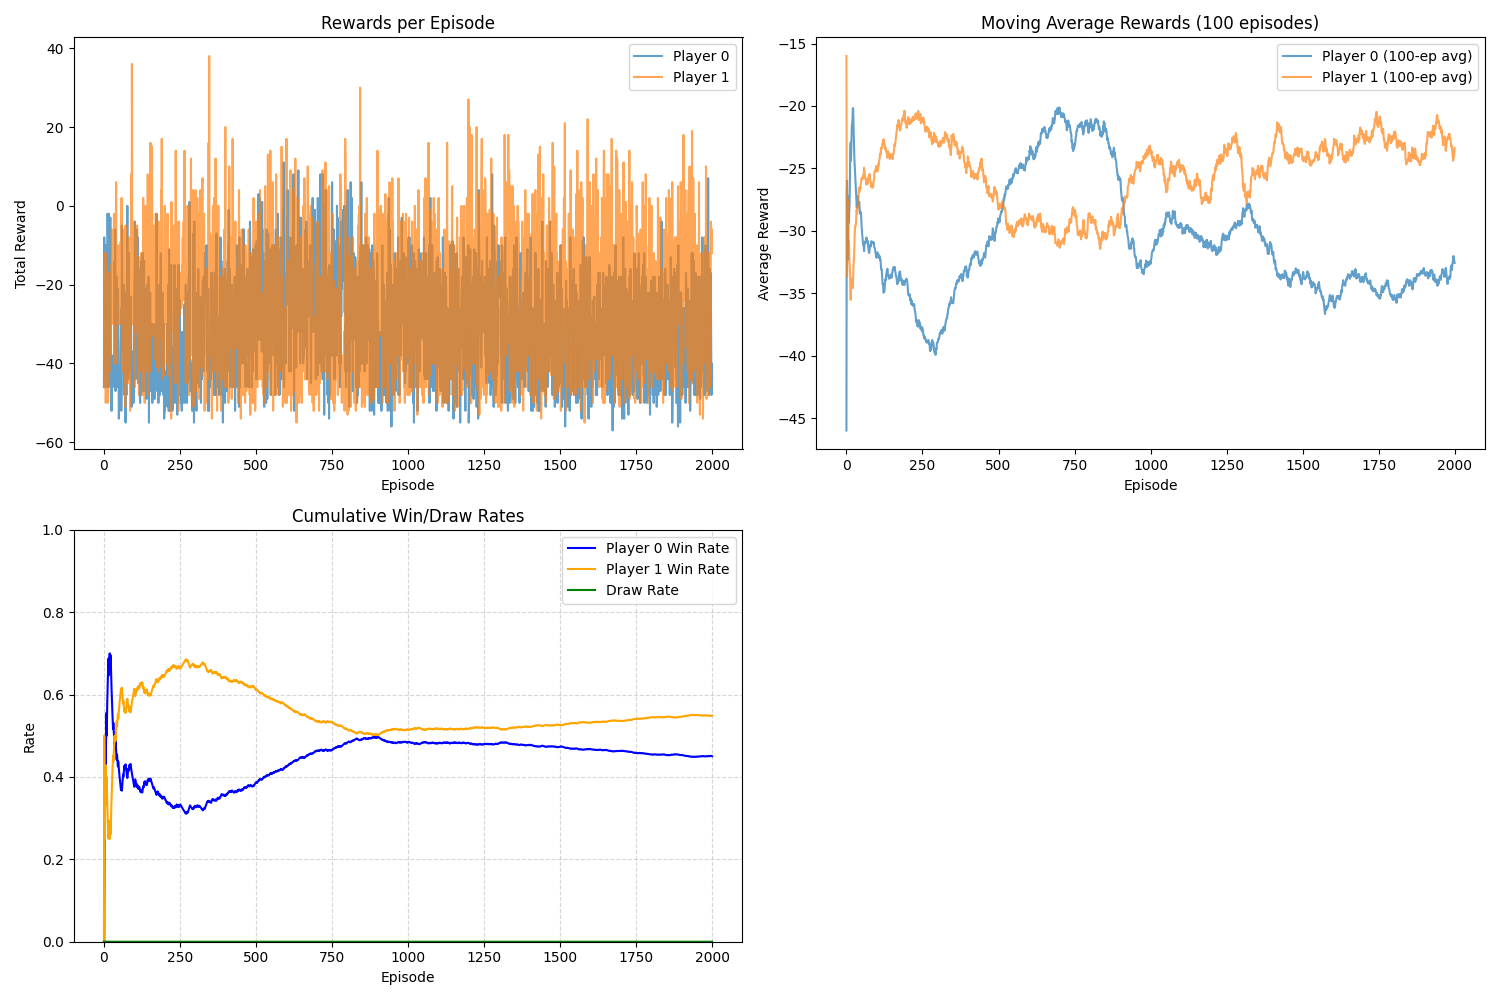 Rewards per Episode
Total Reward
40
20
0
−20
−40
−60
0 250 500 750 1000 1250 1500 1750 2000
Episode
Player 0
Player 1
Moving Average Rewards (100 episodes)
Average Reward
−15
−20
−25
−30
−35
−40
−45
0 250 500 750 1000 1250 1500 1750 2000
Episode
Player 0 (100-ep avg)
Player 1 (100-ep avg)
Cumulative Win/Draw Rates
Rate
1.0
0.8
0.6
0.4
0.2
0.0
0 250 500 750 1000 1250 1500 1750 2000
Episode
Player 0 Win Rate
Player 1 Win Rate
Draw Rate